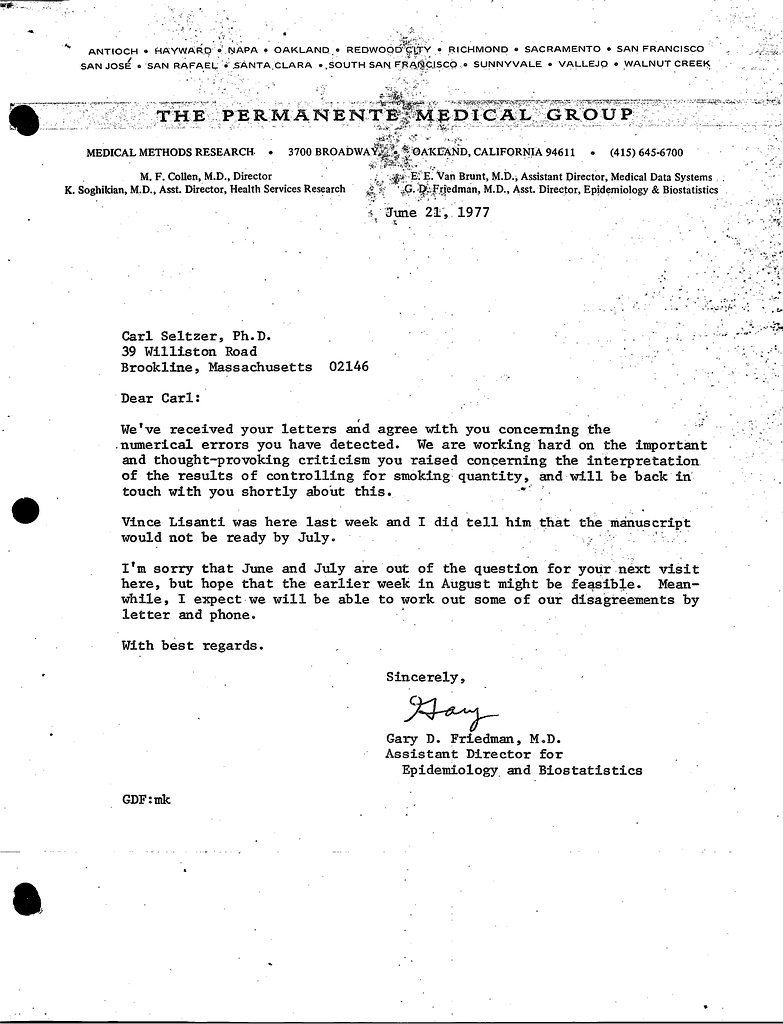 ANTIOCH • HAYWARD • NAPA • OAKLAND • REDWOOD CITY • RICHMOND • SACRAMENTO • SAN FRANCISCO
SAN JOSÉ • SAN RAFAEL • SANTA CLARA • SOUTH SAN FRANCISCO • SUNNYVALE • VALLEJO • WALNUT CREEK
THE PERMANENTE MEDICAL GROUP
MEDICAL METHODS RESEARCH • 3700 BROADWAY • OAKLAND, CALIFORNIA 94611 • (415) 645-6700
M. F. Collen, M.D., Director E. E. Van Brunt, M.D., Assistant Director, Medical Data Systems
K. Soghikian, M.D., Asst. Director, Health Services Research G. D. Friedman, M.D., Asst. Director, Epidemiology & Biostatistics
June 21, 1977
Carl Seltzer, Ph.D.
39 Williston Road
Brookline, Massachusetts 02146
Dear Carl:
We've received your letters and agree with you concerning the
numerical errors you have detected. We are working hard on the important
and thought-provoking criticism you raised concerning the interpretation
of the results of controlling for smoking quantity, and will be back in
touch with you shortly about this.
Vince Lisanti was here last week and I did tell him that the manuscript
would not be ready by July.
I'm sorry that June and July are out of the question for your next visit
here, but hope that the earlier week in August might be feasible. Mean-
while, I expect we will be able to work out some of our disagreements by
letter and phone.
With best regards.
Sincerely,
Gary
Gary D. Friedman, M.D.
Assistant Director for
Epidemiology and Biostatistics
GDF:mk